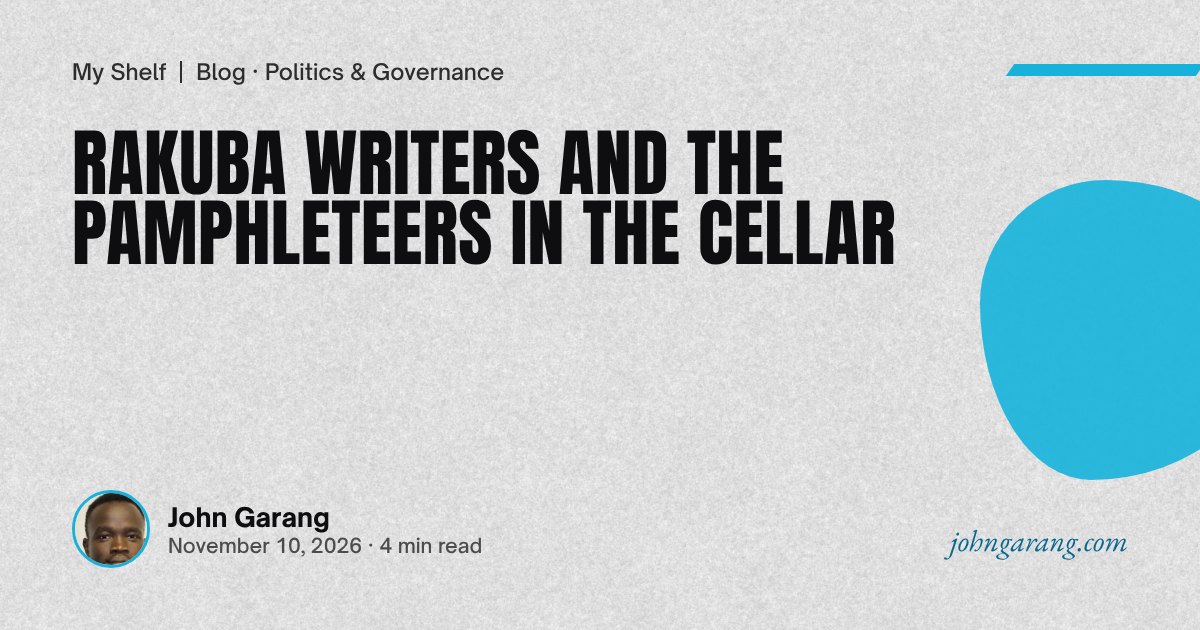 My Shelf | Blog · Politics & Governance
RAKUBA WRITERS AND THE
PAMPHLETEERS IN THE CELLAR
John Garang
November 10, 2026 · 4 min read
johngarang.com